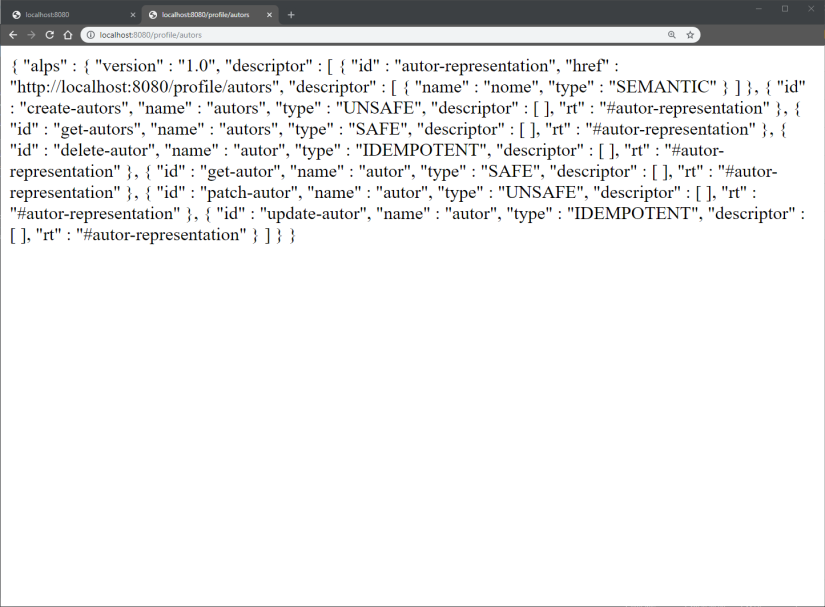 localhost:8080
localhost:8080/profile/autors
localhost:8080/profile/autors
{ "alps" : { "version" : "1.0", "descriptor" : [ { "id" : "autor-representation", "href" :
"http://localhost:8080/profile/autors", "descriptor" : [ { "name" : "nome", "type" : "SEMANTIC" } ] }, { "id"
: "create-autors", "name" : "autors", "type" : "UNSAFE", "descriptor" : [ ], "rt" : "#autor-representation" }, {
"id" : "get-autors", "name" : "autors", "type" : "SAFE", "descriptor" : [ ], "rt" : "#autor-representation" }, {
"id" : "delete-autor", "name" : "autor", "type" : "IDEMPOTENT", "descriptor" : [ ], "rt" : "#autor-
representation" }, { "id" : "get-autor", "name" : "autor", "type" : "SAFE", "descriptor" : [ ], "rt" : "#autor-
representation" }, { "id" : "patch-autor", "name" : "autor", "type" : "UNSAFE", "descriptor" : [ ], "rt" :
"#autor-representation" }, { "id" : "update-autor", "name" : "autor", "type" : "IDEMPOTENT", "descriptor" :
[ ], "rt" : "#autor-representation" } ] } }